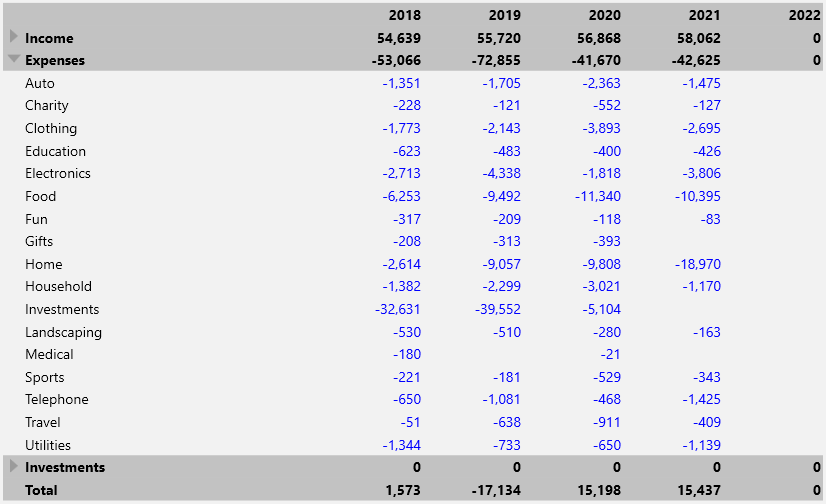 2018 2019 2020 2021 2022
Income 54,639 55,720 56,868 58,062 0
Expenses -53,066 -72,855 -41,670 -42,625 0
Auto -1,351 -1,705 -2,363 -1,475
Charity -228 -121 -552 -127
Clothing -1,773 -2,143 -3,893 -2,695
Education -623 -483 -400 -426
Electronics -2,713 -4,338 -1,818 -3,806
Food -6,253 -9,492 -11,340 -10,395
Fun -317 -209 -118 -83
Gifts -208 -313 -393
Home -2,614 -9,057 -9,808 -18,970
Household -1,382 -2,299 -3,021 -1,170
Investments -32,631 -39,552 -5,104
Landscaping -530 -510 -280 -163
Medical -180 -21
Sports -221 -181 -529 -343
Telephone -650 -1,081 -468 -1,425
Travel -51 -638 -911 -409
Utilities -1,344 -733 -650 -1,139
Investments 0 0 0 0 0
Total 1,573 -17,134 15,198 15,437 0